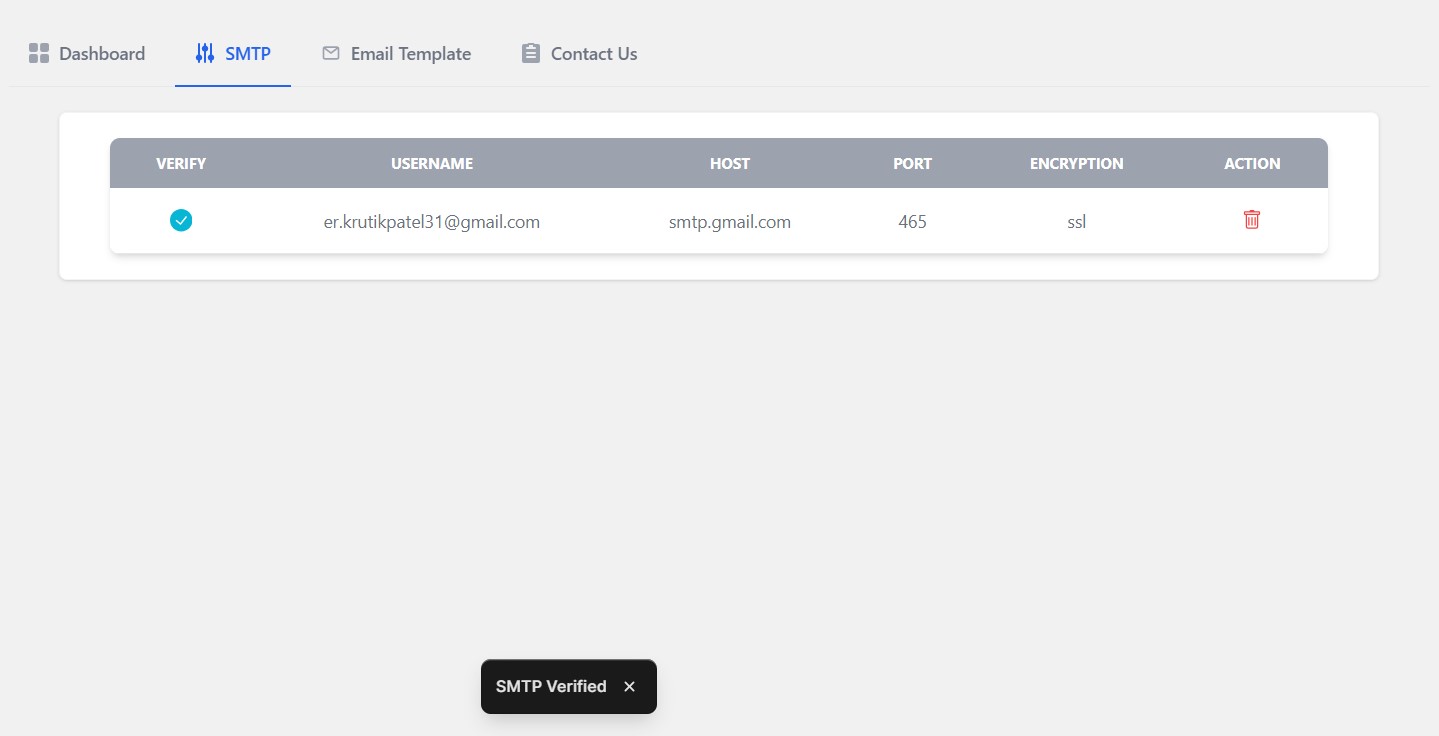 Dashboard SMTP Email Template Contact Us
VERIFY USERNAME HOST PORT ENCRYPTION ACTION
er.krutikpatel31@gmail.com smtp.gmail.com 465 ssl
SMTP Verified